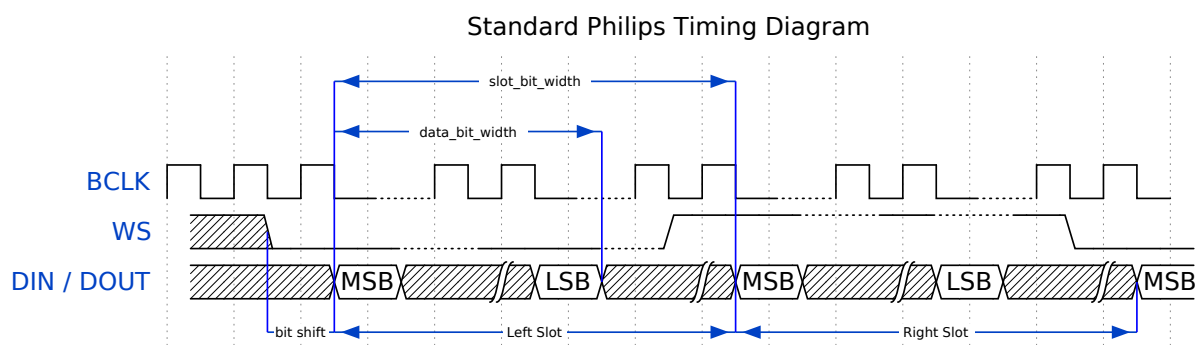 Standard Philips Timing Diagram
slot_bit_width
data_bit_width
BCLK
WS
DIN / DOUT
MSB
LSB
MSB
LSB
MSB
bit shift
Left Slot
Right Slot